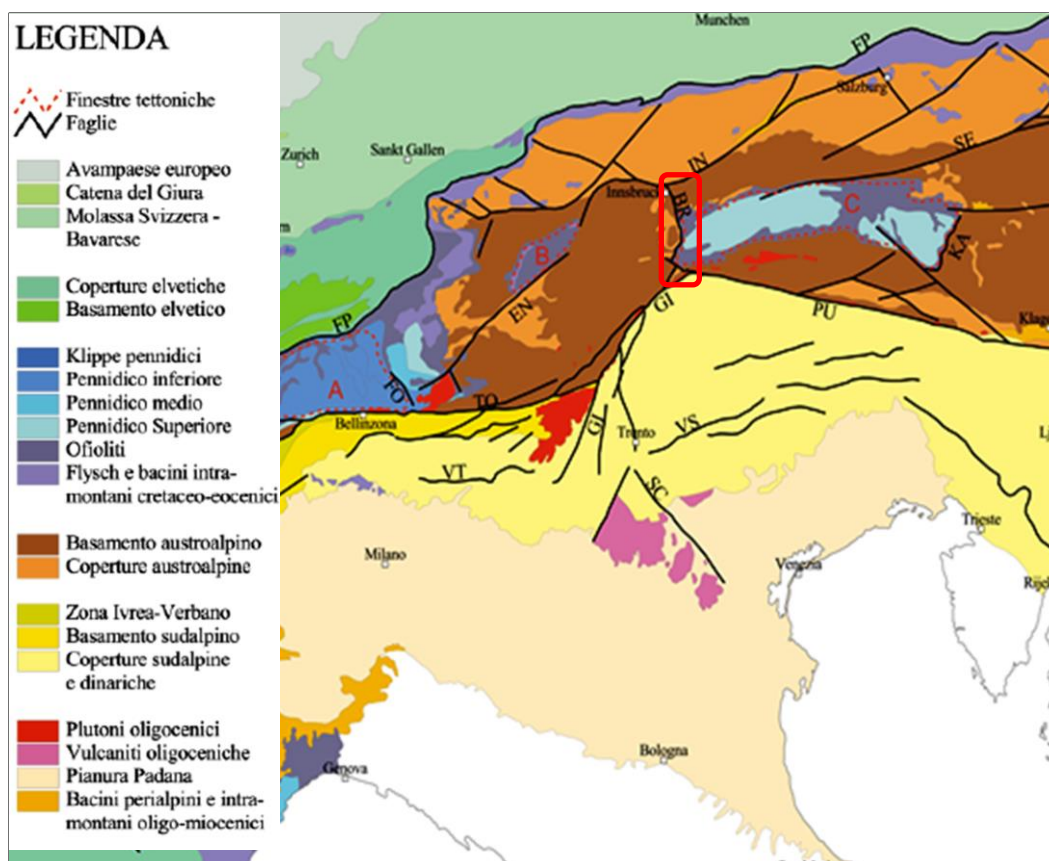 LEGENDA
Finestre tettoniche
Faglie
Avampaese europeo
Catena del Giura
Molassa Svizzera -
Bavarese
Coperture elvetiche
Basamento elvetico
Klippe pennidici
Pennidico inferiore
Pennidico medio
Pennidico Superiore
Ofioliti
Flysch e bacini intra-
montani cretaceo-eocenici
Basamento austroalpino
Coperture austroalpine
Zona Ivrea-Verbano
Basamento sudalpino
Coperture sudalpine
e dinariche
Plutoni oligocenici
Vulcaniti oligoceniche
Pianura Padana
Bacini perialpini e intra-
montani oligo-miocenici
Munchen
FP
Salzburg
Zurich
Sankt Gallen
IN
SE
Innsbruck
BR
C
B
KA
EN
GI
PU
FP
A
FO
TO
Bellinzona
GI
Trento
VS
VT
SC
Trieste
Milano
Venezia
Bologna
Genova